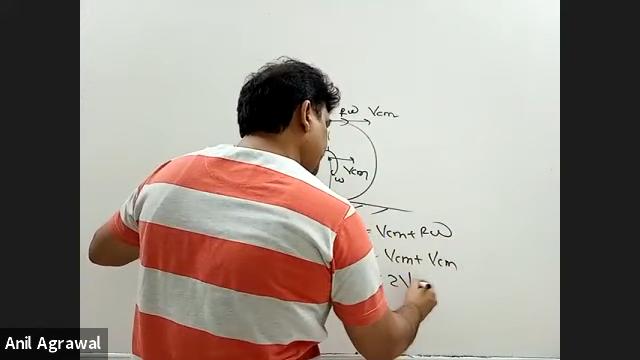 Rω Vcm
Vcm
ω
= Vcm + Rω
= Vcm + Vcm
= 2V
Anil Agrawal